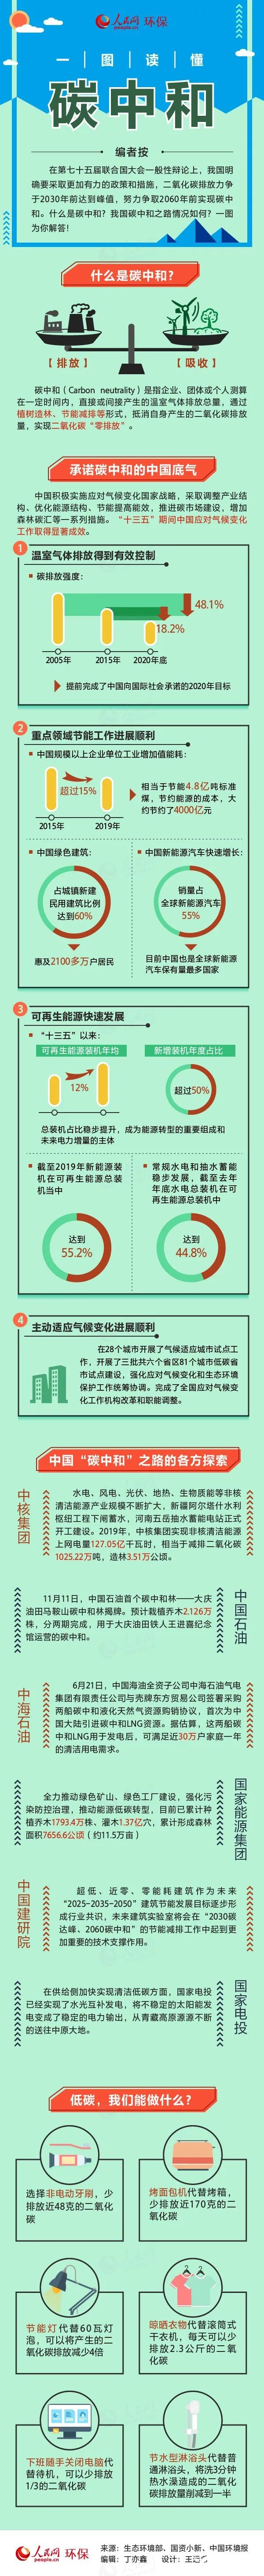 人民网 环保
people.cn
一图读懂
碳中和
编者按
在第七十五届联合国大会一般性辩论上，我国明
确要采取更加有力的政策和措施，二氧化碳排放力争
于2030年前达到峰值，努力争取2060年前实现碳中
和。什么是碳中和？我国碳中和之路情况如何？一图
为你解答！
什么是碳中和？
【排放】
【吸收】
碳中和（Carbon neutrality）是指企业、团体或个人测算
在一定时间内，直接或间接产生的温室气体排放总量，通过
植树造林、节能减排等形式，抵消自身产生的二氧化碳排放
量，实现二氧化碳“零排放”。
承诺碳中和的中国底气
中国积极实施应对气候变化国家战略，采取调整产业结
构、优化能源结构、节能提高能效，推进碳市场建设，增加
森林碳汇等一系列措施。“十三五”期间中国应对气候变化
工作取得显著成效。
1
温室气体排放得到有效控制
碳排放强度：
48.1%
18.2%
2005年
2015年
2020年底
提前完成了中国向国际社会承诺的2020年目标
2
重点领域节能工作进展顺利
中国规模以上企业单位工业增加值能耗：
超过15%
2015年
2019年
相当于节能4.8亿吨标准
煤，节约能源的成本，大
约节约了4000亿元
中国绿色建筑：
占城镇新建
民用建筑比例
达到60%
惠及2100多万户居民
中国新能源汽车快速增长：
销量占
全球新能源汽车
55%
目前中国也是全球新能源
汽车保有量最多国家
3
可再生能源快速发展
“十三五”以来：
可再生能源装机年均
12%
新增装机年度占比
超过50%
总装机占比稳步提升，成为能源转型的重要组成和
未来电力增量的主体
截至2019年新能源装
机在可再生能源总装
机当中
达到
55.2%
常规水电和抽水蓄能
稳步发展，截至去年
年底水电总装机在可
再生能源总装机中
达到
44.8%
4
主动适应气候变化进展顺利
在28个城市开展了气候适应城市试点工
作，开展了三批共六个省区81个城市低碳省
市试点建设，强化应对气候变化和生态环境
保护工作统筹协调。完成了全国应对气候变
化工作机构改革和职能调整。
中国“碳中和”之路的各方探索
中核集团
水电、风电、光伏、地热、生物质能等非核
清洁能源产业规模不断扩大，新疆阿尔塔什水利
枢纽工程下闸蓄水，河南五岳抽水蓄能电站正式
开工建设。2019年，中核集团实现非核清洁能源
上网电量127.05亿千瓦时，相当于减排二氧化碳
1025.22万吨，造林3.51万公顷。
中国石油
11月11日，中国石油首个碳中和林——大庆
油田马鞍山碳中和林揭牌。预计栽植乔木2.126万
株，分两期完成，用于大庆油田铁人王进喜纪念
馆运营的碳中和。
中海石油
6月21日，中国海油全资子公司中海石油气电
集团有限责任公司与壳牌东方贸易公司签署采购
两船碳中和液化天然气资源购销协议，首次为中
国大陆引进碳中和LNG资源。据估算，这两船碳
中和LNG用于发电后，可满足近30万户家庭一年
的清洁用电需求。
国家能源集团
全力推动绿色矿山、绿色工厂建设，强化污
染防控治理，推动能源低碳转型，目前已累计种
植乔木1793.4万株、灌木1.37亿穴，累计形成森林
面积7656.6公顷（约11.5万亩）
中国建研院
超低、近零、零能耗建筑作为未来
“2025-2035-2050”建筑节能发展目标逐步形
成行业共识，未来建筑实验室将会在“2030碳
达峰、2060碳中和”的节能减排工作中起到更
加重要的技术支撑作用。
国家电投
在供给侧加快实现清洁低碳方面，国家电投
已经实现了水光互补发电，将不稳定的太阳能发
电变成了稳定的电力输出，从青藏高原源源不断
的送往中原大地。
低碳，我们能做什么？
选择非电动牙刷，少
排放近48克的二氧化
碳
烤面包机代替烤箱，
少排放近170克的二
氧化碳
节能灯代替60瓦灯
泡，可以将产生的二
氧化碳排放减少4倍
晾晒衣物代替滚筒式
干衣机，每天可以少
排放2.3公斤的二氧
化碳
下班随手关闭电脑代
替待机，可以少排放
1/3的二氧化碳
节水型淋浴头代替普
通淋浴头，将洗3分钟
热水澡造成的二氧化
碳排放量削减到一半
人民网 环保
people.cn
来源：生态环境部、国资小新、中国环境报
编辑：丁亦鑫 设计：王